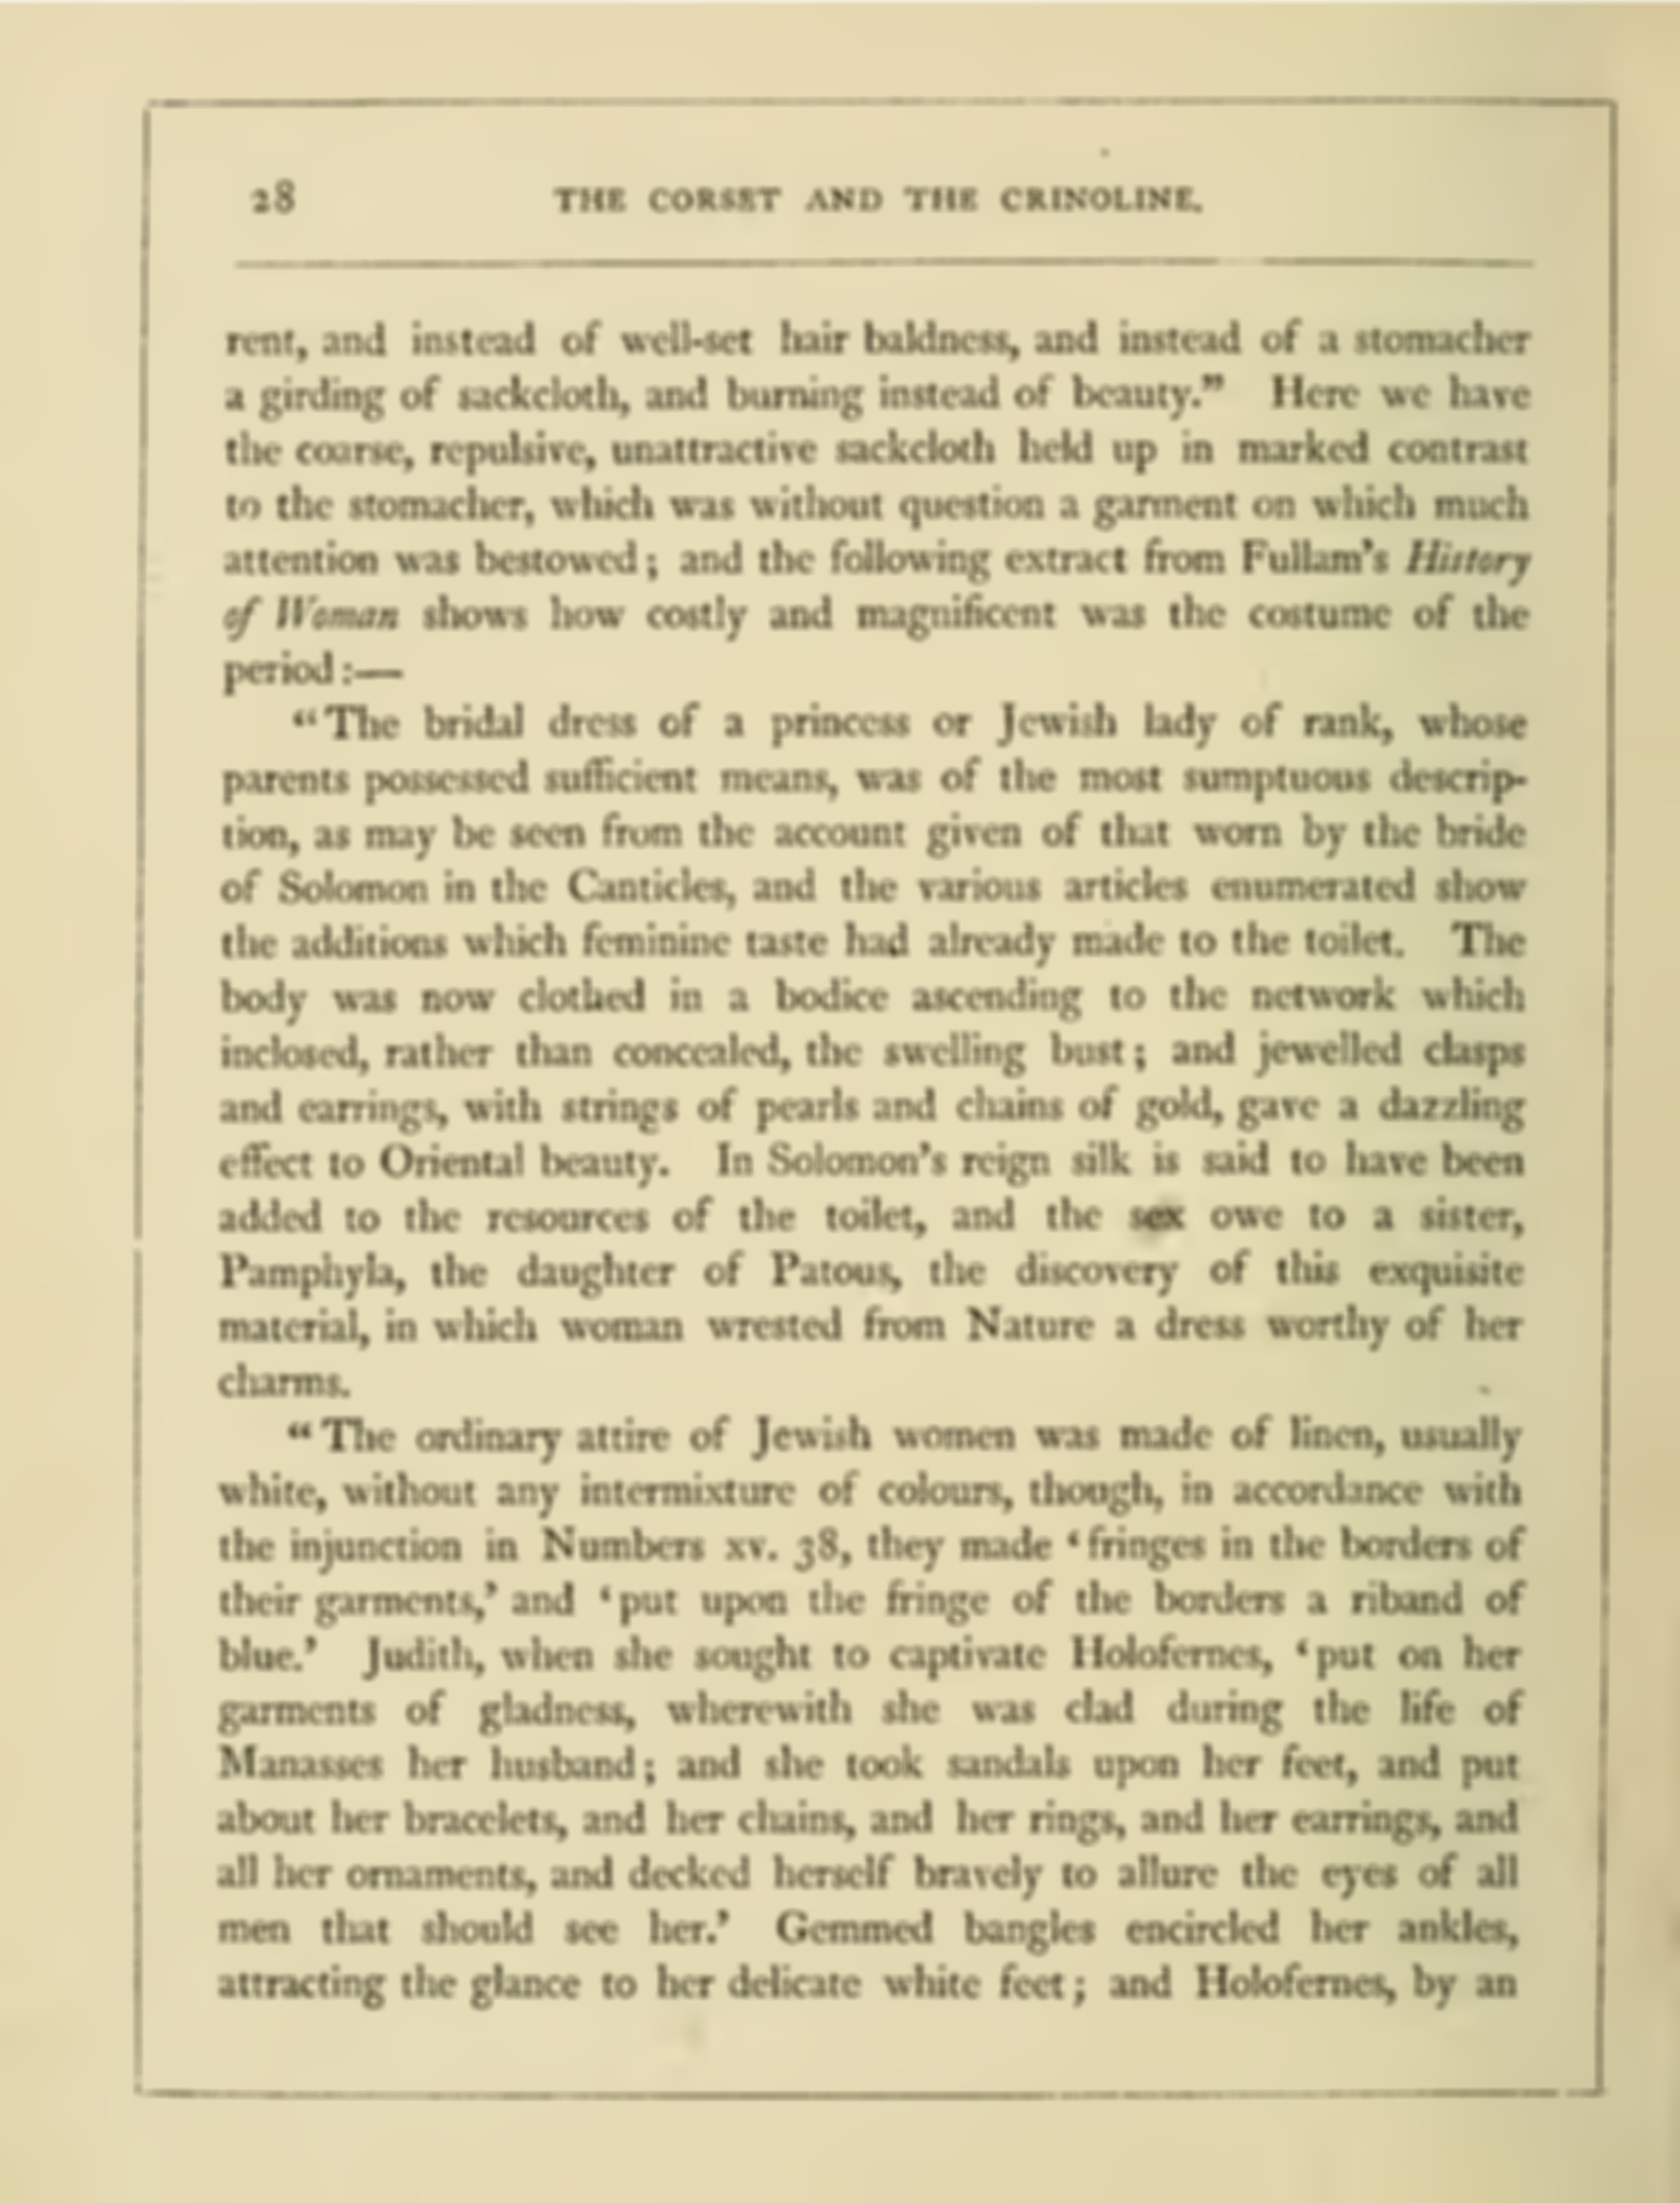 28 THE CORSET AND THE CRINOLINE.
rent, and instead of well-set hair baldness, and instead of a stomacher
a girding of sackcloth, and burning instead of beauty.” Here we have
the coarse, repulsive, unattractive sackcloth held up in marked contrast
to the stomacher, which was without question a garment on which much
attention was bestowed; and the following extract from Fullam’s History
of Woman shows how costly and magnificent was the costume of the
period:—
“The bridal dress of a princess or Jewish lady of rank, whose
parents possessed sufficient means, was of the most sumptuous descrip-
tion, as may be seen from the account given of that worn by the bride
of Solomon in the Canticles, and the various articles enumerated show
the additions which feminine taste had already made to the toilet. The
body was now clothed in a bodice ascending to the network which
inclosed, rather than concealed, the swelling bust; and jewelled clasps
and earrings, with strings of pearls and chains of gold, gave a dazzling
effect to Oriental beauty. In Solomon’s reign silk is said to have been
added to the resources of the toilet, and the sex owe to a sister,
Pamphyla, the daughter of Patous, the discovery of this exquisite
material, in which woman wrested from Nature a dress worthy of her
charms.
“The ordinary attire of Jewish women was made of linen, usually
white, without any intermixture of colours, though, in accordance with
the injunction in Numbers xv. 38, they made ‘fringes in the borders of
their garments,’ and ‘put upon the fringe of the borders a riband of
blue.’ Judith, when she sought to captivate Holofernes, ‘put on her
garments of gladness, wherewith she was clad during the life of
Manasses her husband; and she took sandals upon her feet, and put
about her bracelets, and her chains, and her rings, and her earrings, and
all her ornaments, and decked herself bravely to allure the eyes of all
men that should see her.’ Gemmed bangles encircled her ankles,
attracting the glance to her delicate white feet; and Holofernes, by an